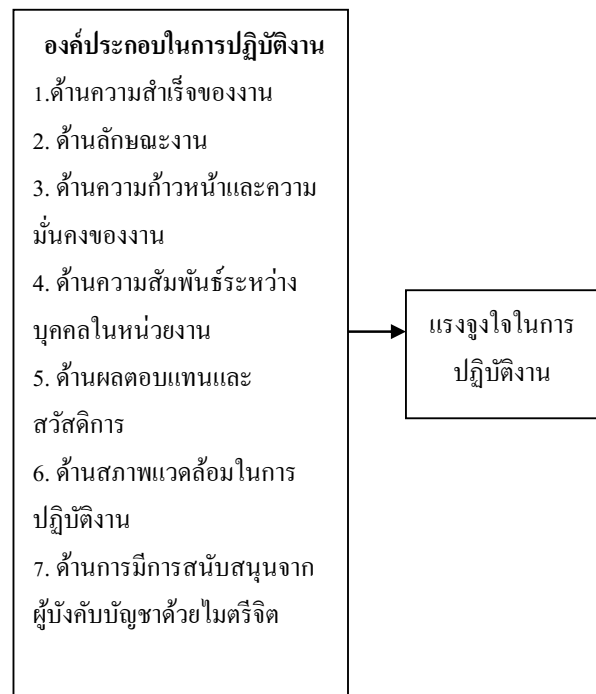 องค์ประกอบในการปฏิบัติงาน
1.ด้านความสำเร็จของงาน
2. ด้านลักษณะงาน
3. ด้านความก้าวหน้าและความ
มั่นคงของงาน
4. ด้านความสัมพันธ์ระหว่าง
บุคคลในหน่วยงาน
5. ด้านผลตอบแทนและ
สวัสดิการ
6. ด้านสภาพแวดล้อมในการ
ปฏิบัติงาน
7. ด้านการมีการสนับสนุนจาก
ผู้บังคับบัญชาด้วยไมตรีจิต
แรงจูงใจในการ
ปฏิบัติงาน